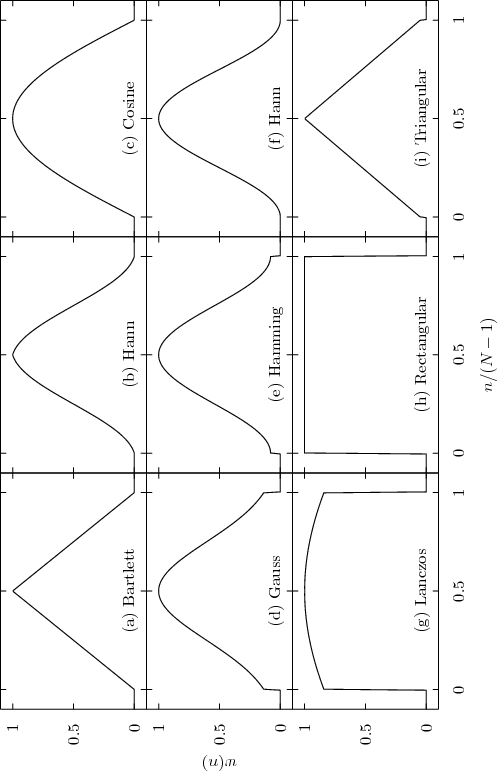 1
0.5
(a) Bartlett
(b) Hann
(c) Cosine
0
w(n)
1
0.5
(d) Gauss
(e) Hamming
(f) Hann
0
1
0.5
(g) Lanczos
(h) Rectangular
(i) Triangular
0
0 0.5 1 0 0.5 1 0 0.5 1
n/(N − 1)